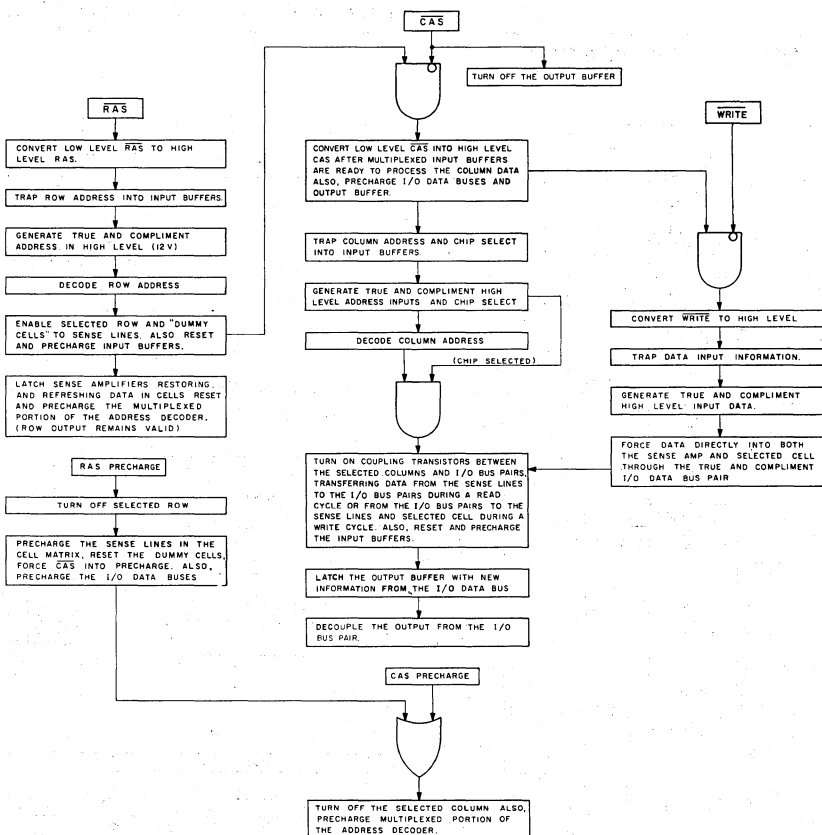 CAS
TURN OFF THE OUTPUT BUFFER
RAS
CONVERT LOW LEVEL RAS TO HIGH
LEVEL RAS.
TRAP ROW ADDRESS INTO INPUT BUFFERS.
GENERATE TRUE AND COMPLIMENT
ADDRESS IN HIGH LEVEL (12V)
DECODE ROW ADDRESS
ENABLE SELECTED ROW AND "DUMMY
CELLS" TO SENSE LINES. ALSO RESET
AND PRECHARGE INPUT BUFFERS.
LATCH SENSE AMPLIFIERS RESTORING
AND REFRESHING DATA IN CELLS RESET
AND PRECHARGE THE MULTIPLEXED
PORTION OF THE ADDRESS DECODER.
(ROW OUTPUT REMAINS VALID)
RAS PRECHARGE
TURN OFF SELECTED ROW
PRECHARGE THE SENSE LINES IN THE
CELL MATRIX, RESET THE DUMMY CELLS,
FORCE CAS INTO PRECHARGE. ALSO,
PRECHARGE THE I/O DATA BUSES
CONVERT LOW LEVEL CAS INTO HIGH LEVEL
CAS AFTER MULTIPLEXED INPUT BUFFERS
ARE READY TO PROCESS THE COLUMN DATA
ALSO, PRECHARGE I/O DATA BUSES AND
OUTPUT BUFFER.
TRAP COLUMN ADDRESS AND CHIP SELECT
INTO INPUT BUFFERS.
GENERATE TRUE AND COMPLIMENT HIGH
LEVEL ADDRESS INPUTS AND CHIP SELECT
DECODE COLUMN ADDRESS
(CHIP SELECTED)
TURN ON COUPLING TRANSISTORS BETWEEN
THE SELECTED COLUMNS AND I/O BUS PAIRS,
TRANSFERRING DATA FROM THE SENSE LINES
TO THE I/O BUS PAIRS DURING A READ
CYCLE OR FROM THE I/O BUS PAIRS TO THE
SENSE LINES AND SELECTED CELL DURING A
WRITE CYCLE. ALSO, RESET AND PRECHARGE
THE INPUT BUFFERS.
LATCH THE OUTPUT BUFFER WITH NEW
INFORMATION FROM THE I/O DATA BUS
DECOUPLE THE OUTPUT FROM THE I/O
BUS PAIR.
WRITE
CONVERT WRITE TO HIGH LEVEL
TRAP DATA INPUT INFORMATION.
GENERATE TRUE AND COMPLIMENT
HIGH LEVEL INPUT DATA.
FORCE DATA DIRECTLY INTO BOTH
THE SENSE AMP AND SELECTED CELL
THROUGH THE TRUE AND COMPLIMENT
I/O DATA BUS PAIR
CAS PRECHARGE
TURN OFF THE SELECTED COLUMN ALSO,
PRECHARGE MULTIPLEXED PORTION OF
THE ADDRESS DECODER.